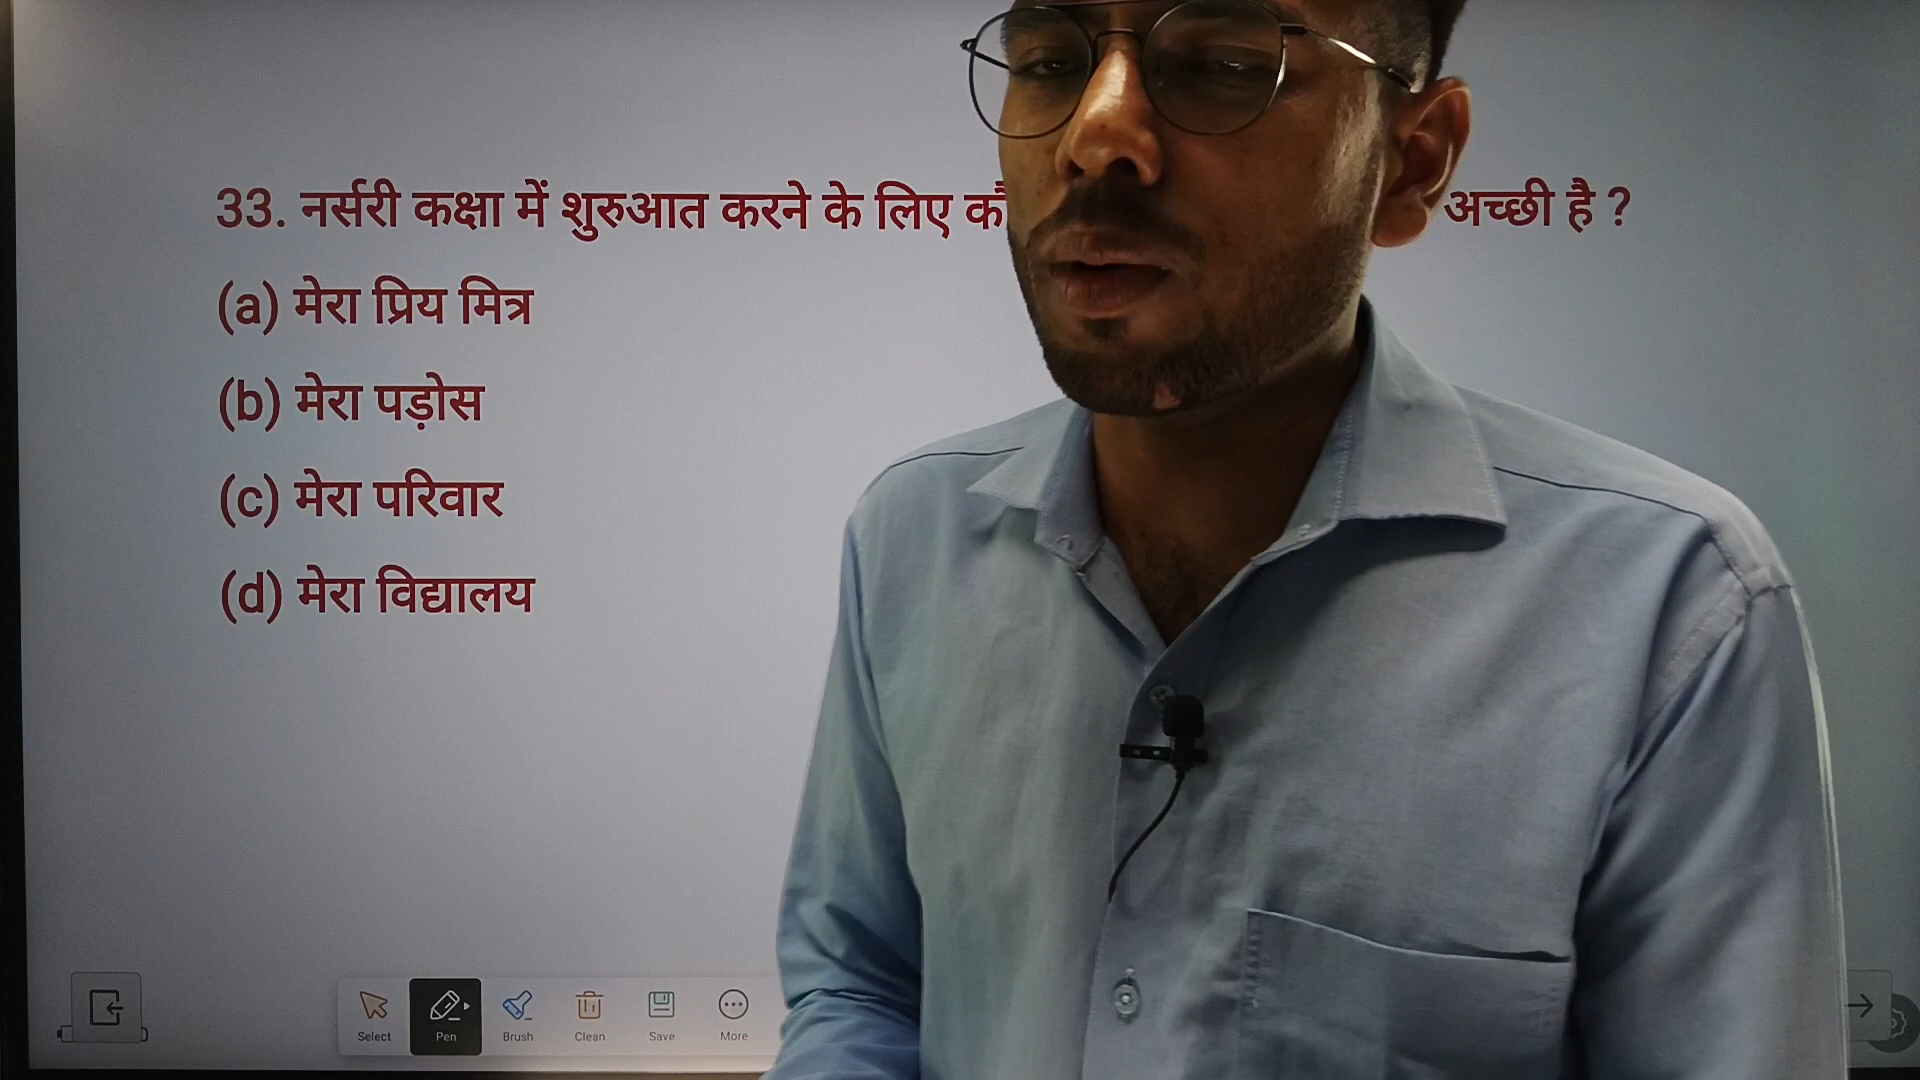 33. नर्सरी कक्षा में शुरुआत करने के लिए अच्छी है ?
(a) मेरा प्रिय मित्र
(b) मेरा पड़ोस
(c) मेरा परिवार
(d) मेरा विद्यालय
Select Pen Brush Clean Save More